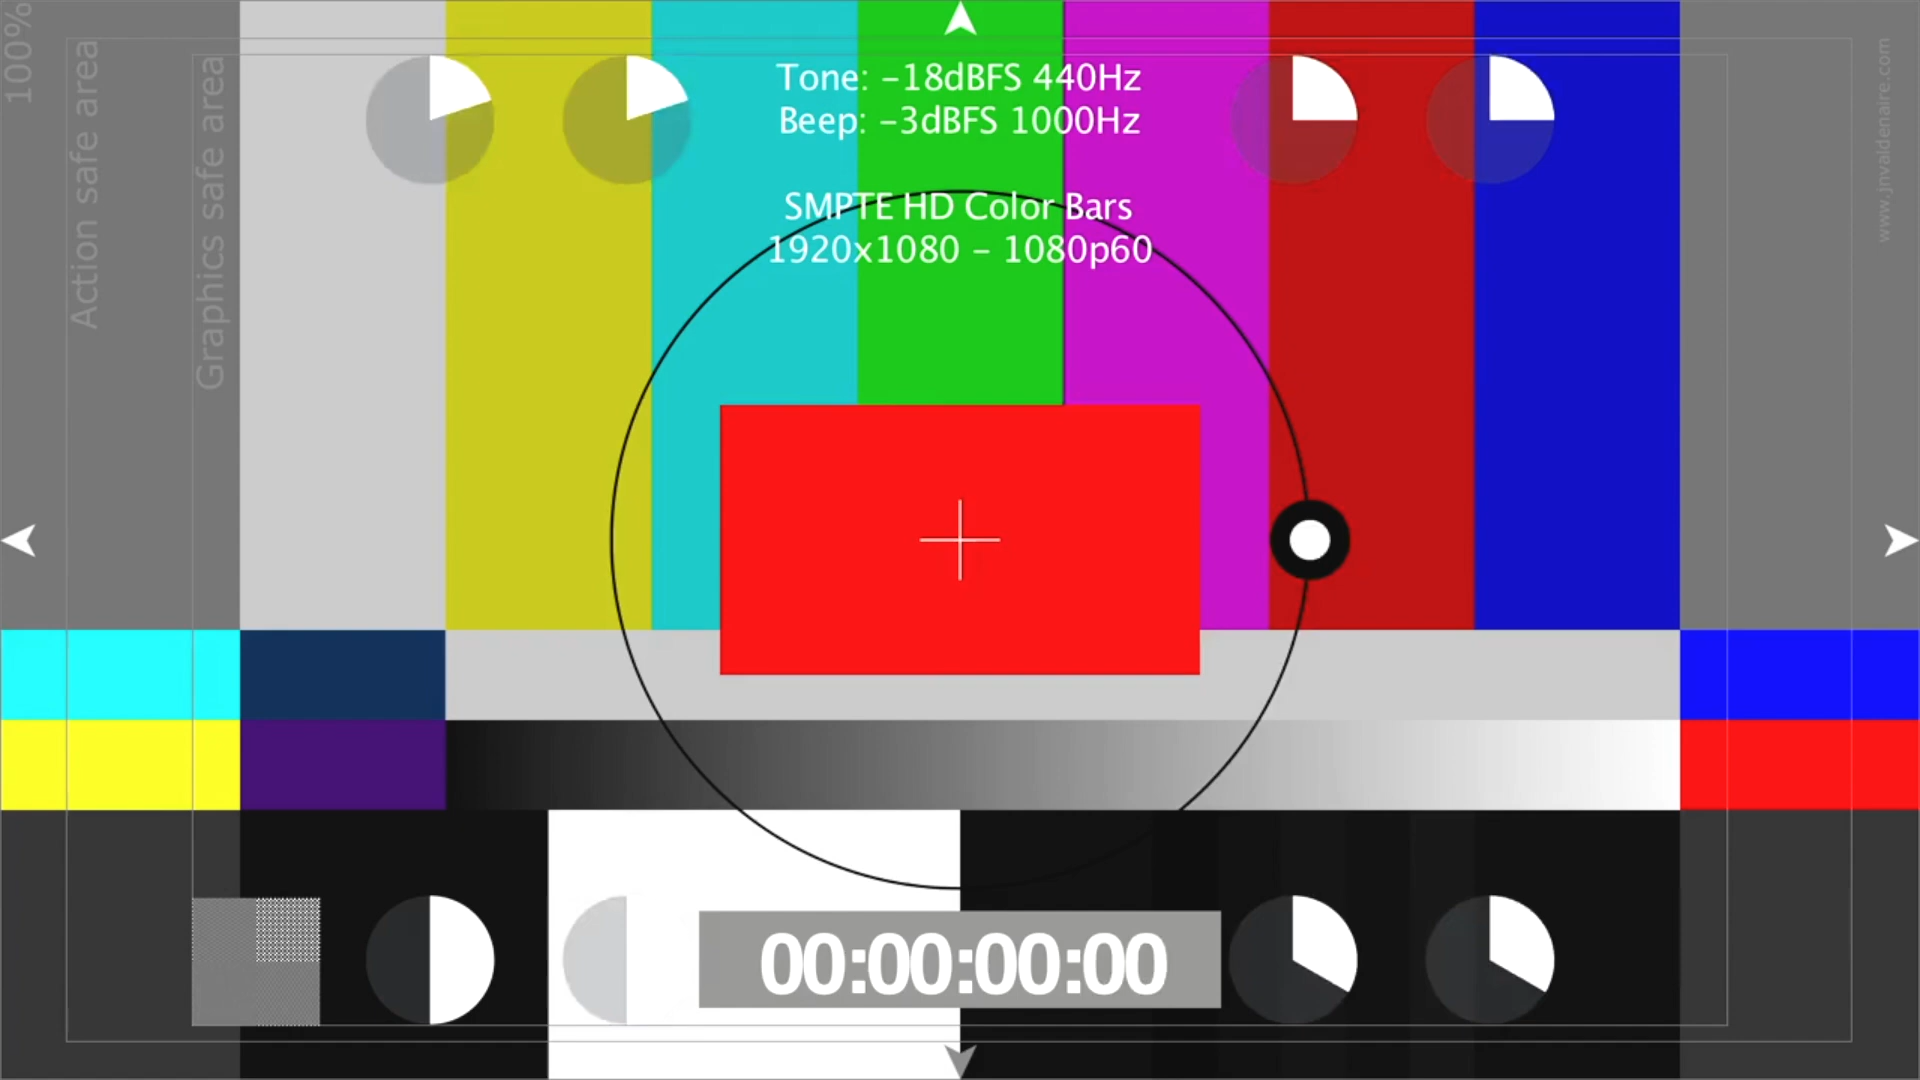 100%
Action safe area
Graphics safe area
Tone: -18dBFS 440Hz
Beep: -3dBFS 1000Hz
SMPTE HD Color Bars
1920x1080 - 1080p60
www.jnvaldenaire.com
00:00:00:00